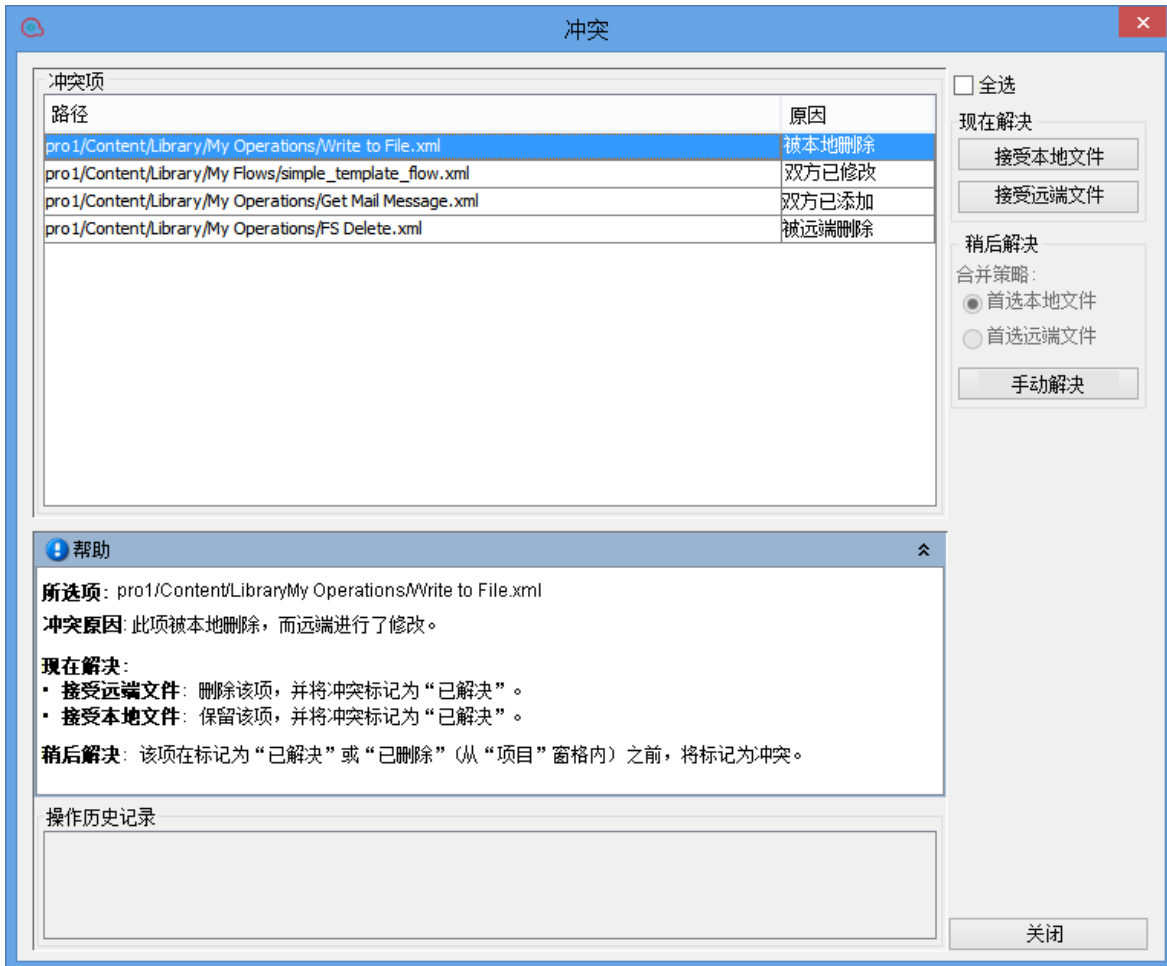 冲突
冲突项
路径 原因
pro1/Content/Library/My Operations/Write to File.xml 被本地删除
pro1/Content/Library/My Flows/simple_template_flow.xml 双方已修改
pro1/Content/Library/My Operations/Get Mail Message.xml 双方已添加
pro1/Content/Library/My Operations/FS Delete.xml 被远端删除
全选
现在解决
接受本地文件
接受远端文件
稍后解决
合并策略:
首选本地文件
首选远端文件
手动解决
帮助
所选项: pro1/Content/LibraryMy Operations/Write to File.xml
冲突原因: 此项被本地删除，而远端进行了修改。
现在解决:
▪ 接受远端文件: 删除该项，并将冲突标记为“已解决”。
▪ 接受本地文件: 保留该项，并将冲突标记为“已解决”。
稍后解决: 该项在标记为“已解决”或“已删除”（从“项目”窗格内）之前，将标记为冲突。
操作历史记录
关闭